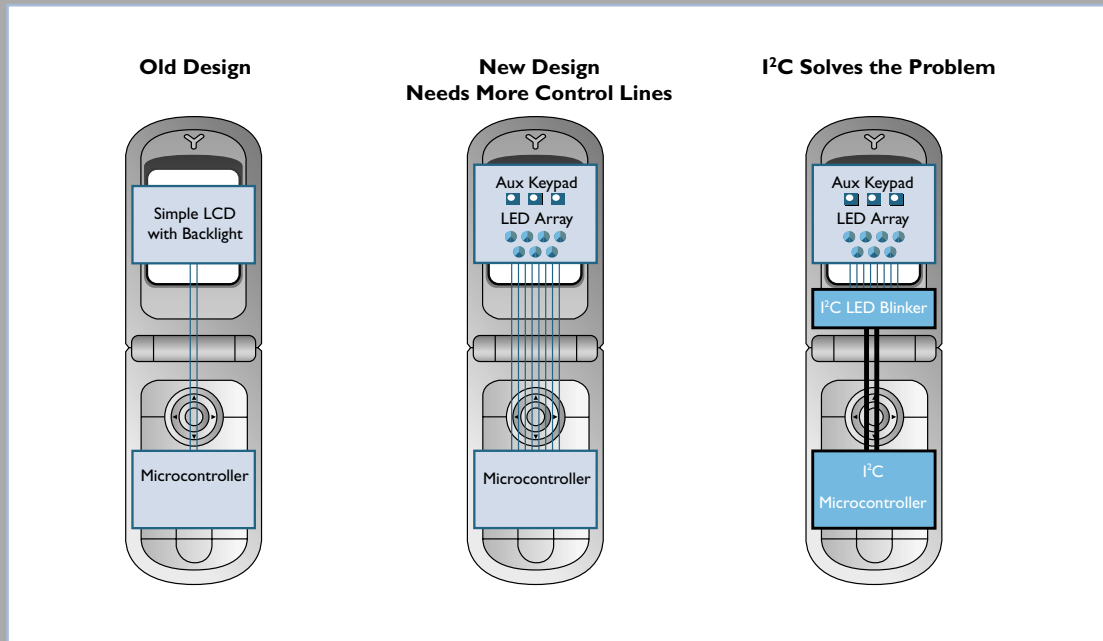 Old Design
New Design
Needs More Control Lines
I²C Solves the Problem
Simple LCD
with Backlight
Microcontroller
Aux Keypad
LED Array
Microcontroller
Aux Keypad
LED Array
I²C LED Blinker
I²C
Microcontroller